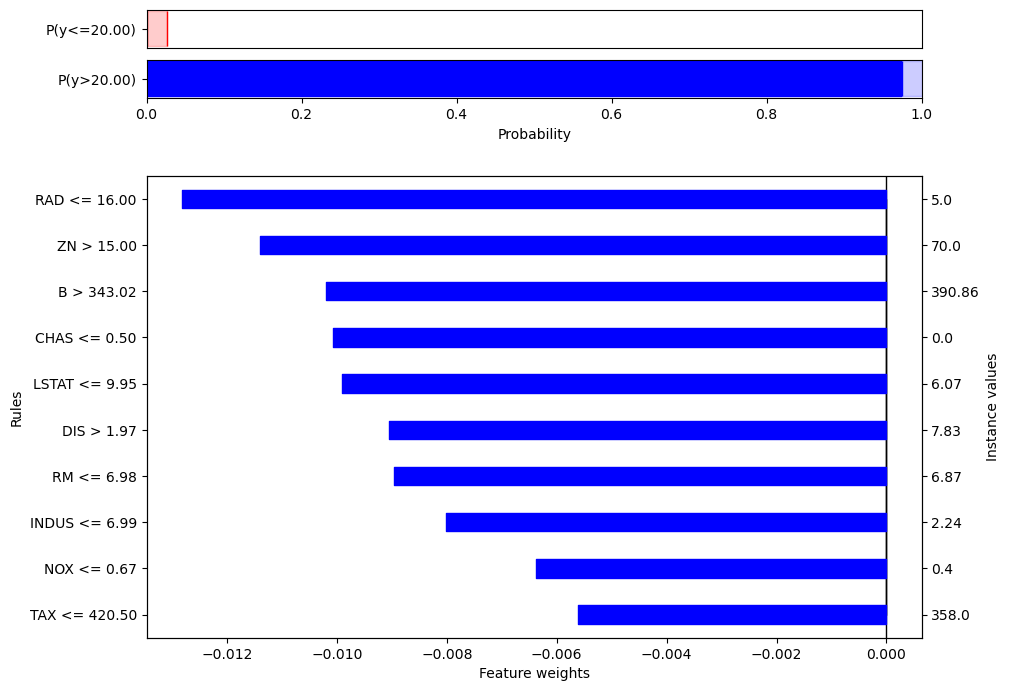 P(y<=20.00)
P(y>20.00)
0.0 0.2 0.4 0.6 0.8 1.0
Probability
Rules
RAD <= 16.00 5.0
ZN > 15.00 70.0
B > 343.02 390.86
CHAS <= 0.50 0.0
LSTAT <= 9.95 6.07
DIS > 1.97 7.83
RM <= 6.98 6.87
INDUS <= 6.99 2.24
NOX <= 0.67 0.4
TAX <= 420.50 358.0
Instance values
−0.012 −0.010 −0.008 −0.006 −0.004 −0.002 0.000
Feature weights